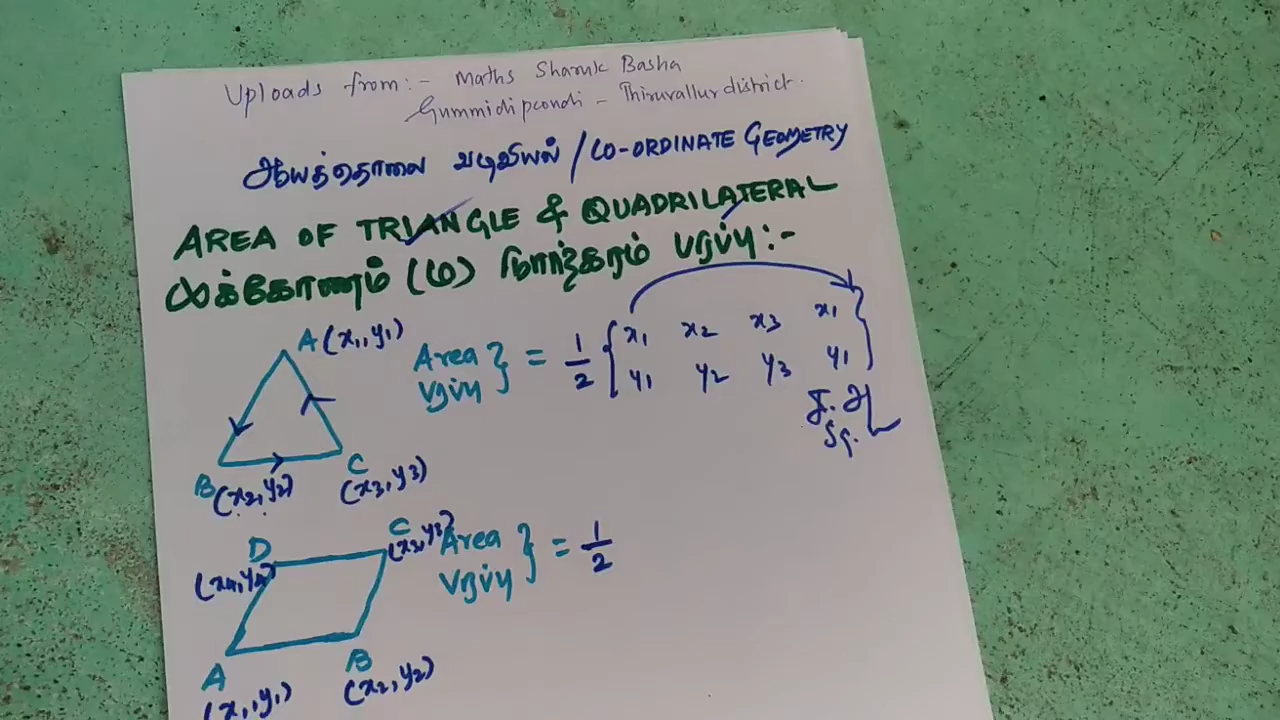 Uploads from:- Maths Sharuk Basha
Gummidipoondi - Thiruvallur district.
ஆயத்தொலை வடிவியல் / CO-ORDINATE GEOMETRY
AREA OF TRIANGLE & QUADRILATERAL
முக்கோணம் (ம) நாற்கரம் பரப்பு:-
A (x₁, y₁)
Area
பரப்பு } = 1/2 { x₁ x₂ x₃ x₁
y₁ y₂ y₃ y₁ }
ச.அ
Sq.
B (x₂, y₂)
C (x₃, y₃)
D (x₄, y₄)
C (x₃, y₃)
Area
பரப்பு } = 1/2
A (x₁, y₁)
B (x₂, y₂)